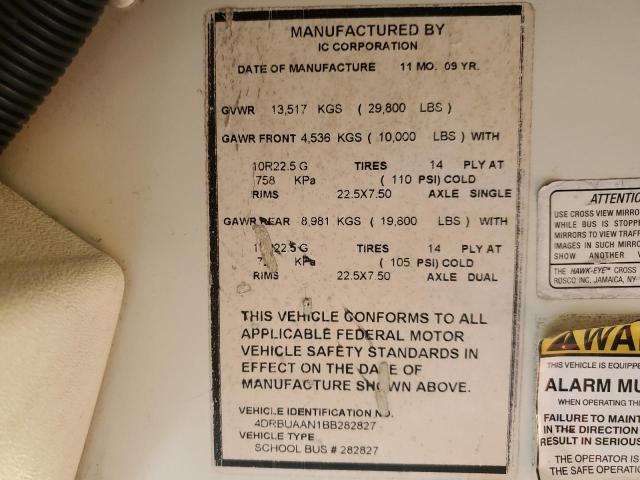 MANUFACTURED BY
IC CORPORATION
DATE OF MANUFACTURE 11 MO. 09 YR.
GVWR 13,517 KGS ( 29,800 LBS )
GAWR FRONT 4,536 KGS ( 10,000 LBS ) WITH
10R22.5 G TIRES 14 PLY AT
758 KPa ( 110 PSI) COLD
RIMS 22.5X7.50 AXLE SINGLE
GAWR REAR 8,981 KGS ( 19,800 LBS ) WITH
G TIRES 14 PLY AT
KPa ( 105 PSI) COLD
RIMS 22.5X7.50 AXLE DUAL
THIS VEHICLE CONFORMS TO ALL
APPLICABLE FEDERAL MOTOR
VEHICLE SAFETY STANDARDS IN
EFFECT ON THE DATE OF
MANUFACTURE SHOWN ABOVE.
VEHICLE IDENTIFICATION NO.
4DRBUAAN1BB282827
VEHICLE TYPE
SCHOOL BUS # 282827
ATTENTIO
USE CROSS VIEW MIRRO
WHILE BUS IS STOPP
MIRRORS TO VIEW TRAFF
IMAGES IN SUCH MIRRO
SHOW ANOTHER V
THE HAWK-EYE® CROSS
ROSCO INC. JAMAICA, NY
WA
THIS VEHICLE IS EQUIPPE
ALARM MU
WHEN OPERATING THI
FAILURE TO MAINT
IN THE DIRECTION
RESULT IN SERIOUS
THE OPERATOR IS
THE SAFE OPERATIO